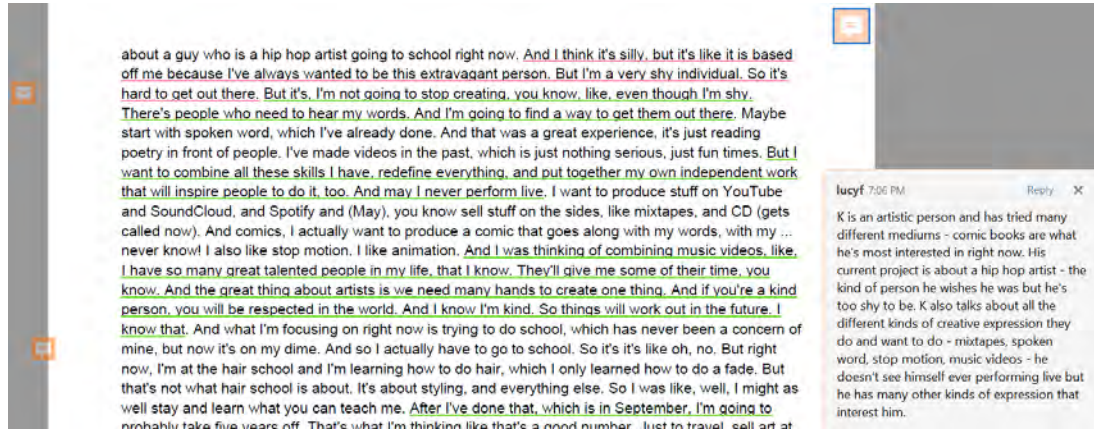 about a guy who is a hip hop artist going to school right now. And I think it's silly, but it's like it is based
off me because I've always wanted to be this extravagant person. But I'm a very shy individual. So it's
hard to get out there. But it's, I'm not going to stop creating, you know, like, even though I'm shy.
There's people who need to hear my words. And I'm going to find a way to get them out there. Maybe
start with spoken word, which I've already done. And that was a great experience, it's just reading
poetry in front of people. I've made videos in the past, which is just nothing serious, just fun times. But I
want to combine all these skills I have, redefine everything, and put together my own independent work
that will inspire people to do it, too. And may I never perform live. I want to produce stuff on YouTube
and SoundCloud, and Spotify and (May), you know sell stuff on the sides, like mixtapes, and CD (gets
called now). And comics, I actually want to produce a comic that goes along with my words, with my ...
never know! I also like stop motion. I like animation. And I was thinking of combining music videos, like,
I have so many great talented people in my life, that I know. They'll give me some of their time, you
know. And the great thing about artists is we need many hands to create one thing. And if you're a kind
person, you will be respected in the world. And I know I'm kind. So things will work out in the future. I
know that. And what I'm focusing on right now is trying to do school, which has never been a concern of
mine, but now it's on my dime. And so I actually have to go to school. So it's it's like oh, no. But right
now, I'm at the hair school and I'm learning how to do hair, which I only learned how to do a fade. But
that's not what hair school is about. It's about styling, and everything else. So I was like, well, I might as
well stay and learn what you can teach me. After I've done that, which is in September, I'm going to
probably take five years off. That's what I'm thinking like that's a good number. Just to travel, sell art at
lucyf 7:06 PM Reply X
K is an artistic person and has tried many
different mediums - comic books are what
he's most interested in right now. His
current project is about a hip hop artist - the
kind of person he wishes he was but he's
too shy to be. K also talks about all the
different kinds of creative expression they
do and want to do - mixtapes, spoken
word, stop motion, music videos - he
doesn't see himself ever performing live but
he has many other kinds of expression that
interest him.